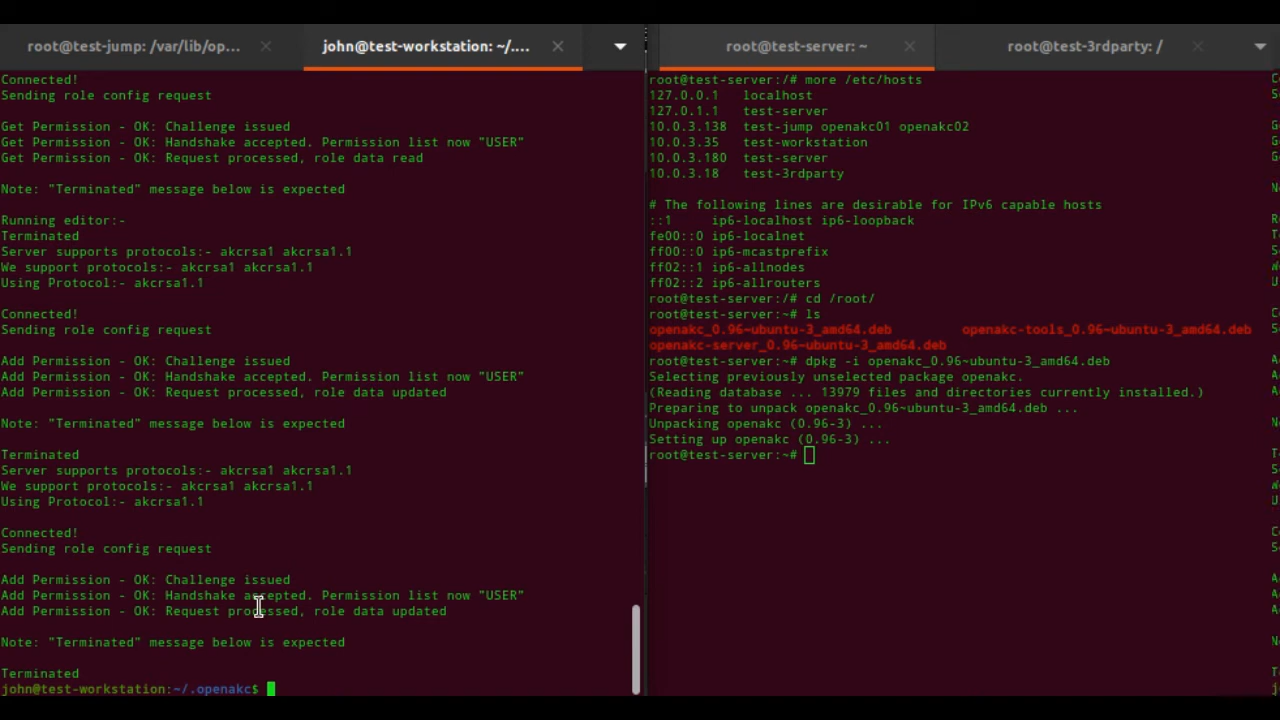 root@test-jump: /var/lib/op...
john@test-workstation: ~/....
Connected!
Sending role config request
Get Permission - OK: Challenge issued
Get Permission - OK: Handshake accepted. Permission list now "USER"
Get Permission - OK: Request processed, role data read
Note: "Terminated" message below is expected
Running editor:-
Terminated
Server supports protocols:- akcrsa1 akcrsa1.1
We support protocols:- akcrsa1 akcrsa1.1
Using Protocol:- akcrsa1.1
Connected!
Sending role config request
Add Permission - OK: Challenge issued
Add Permission - OK: Handshake accepted. Permission list now "USER"
Add Permission - OK: Request processed, role data updated
Note: "Terminated" message below is expected
Terminated
Server supports protocols:- akcrsa1 akcrsa1.1
We support protocols:- akcrsa1 akcrsa1.1
Using Protocol:- akcrsa1.1
Connected!
Sending role config request
Add Permission - OK: Challenge issued
Add Permission - OK: Handshake accepted. Permission list now "USER"
Add Permission - OK: Request processed, role data updated
Note: "Terminated" message below is expected
Terminated
john@test-workstation:~/.openakc$
root@test-server: ~
root@test-3rdparty: /
root@test-server:/# more /etc/hosts
127.0.0.1 localhost
127.0.1.1 test-server
10.0.3.138 test-jump openakc01 openakc02
10.0.3.35 test-workstation
10.0.3.180 test-server
10.0.3.18 test-3rdparty
# The following lines are desirable for IPv6 capable hosts
::1 ip6-localhost ip6-loopback
fe00::0 ip6-localnet
ff00::0 ip6-mcastprefix
ff02::1 ip6-allnodes
ff02::2 ip6-allrouters
root@test-server:/# cd /root/
root@test-server:~# ls
openakc_0.96~ubuntu-3_amd64.deb openakc-tools_0.96~ubuntu-3_amd64.deb
openakc-server_0.96~ubuntu-3_amd64.deb
root@test-server:~# dpkg -i openakc_0.96~ubuntu-3_amd64.deb
Selecting previously unselected package openakc.
(Reading database ... 13979 files and directories currently installed.)
Preparing to unpack openakc_0.96~ubuntu-3_amd64.deb ...
Unpacking openakc (0.96-3) ...
Setting up openakc (0.96-3) ...
root@test-server:~#